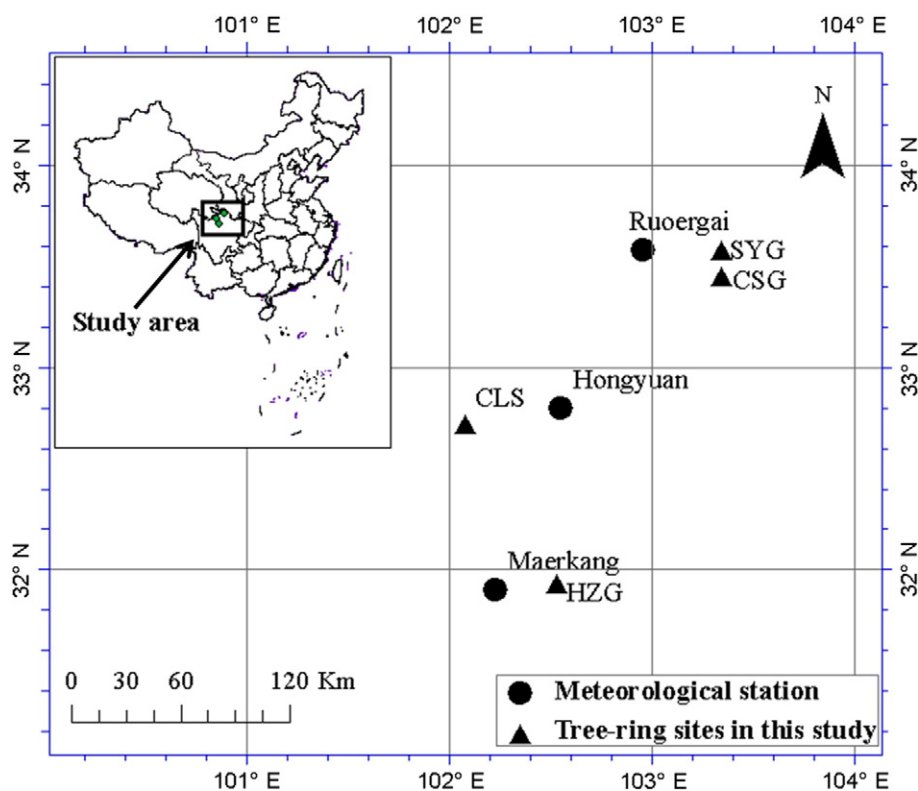 101° E 102° E 103° E 104° E
N
34° N 34° N
Ruoergai
SYG
CSG
Study area
33° N 33° N
Hongyuan
CLS
32° N 32° N
Maerkang
HZG
0 30 60 120 Km
Meteorological station
Tree-ring sites in this study
101° E 102° E 103° E 104° E